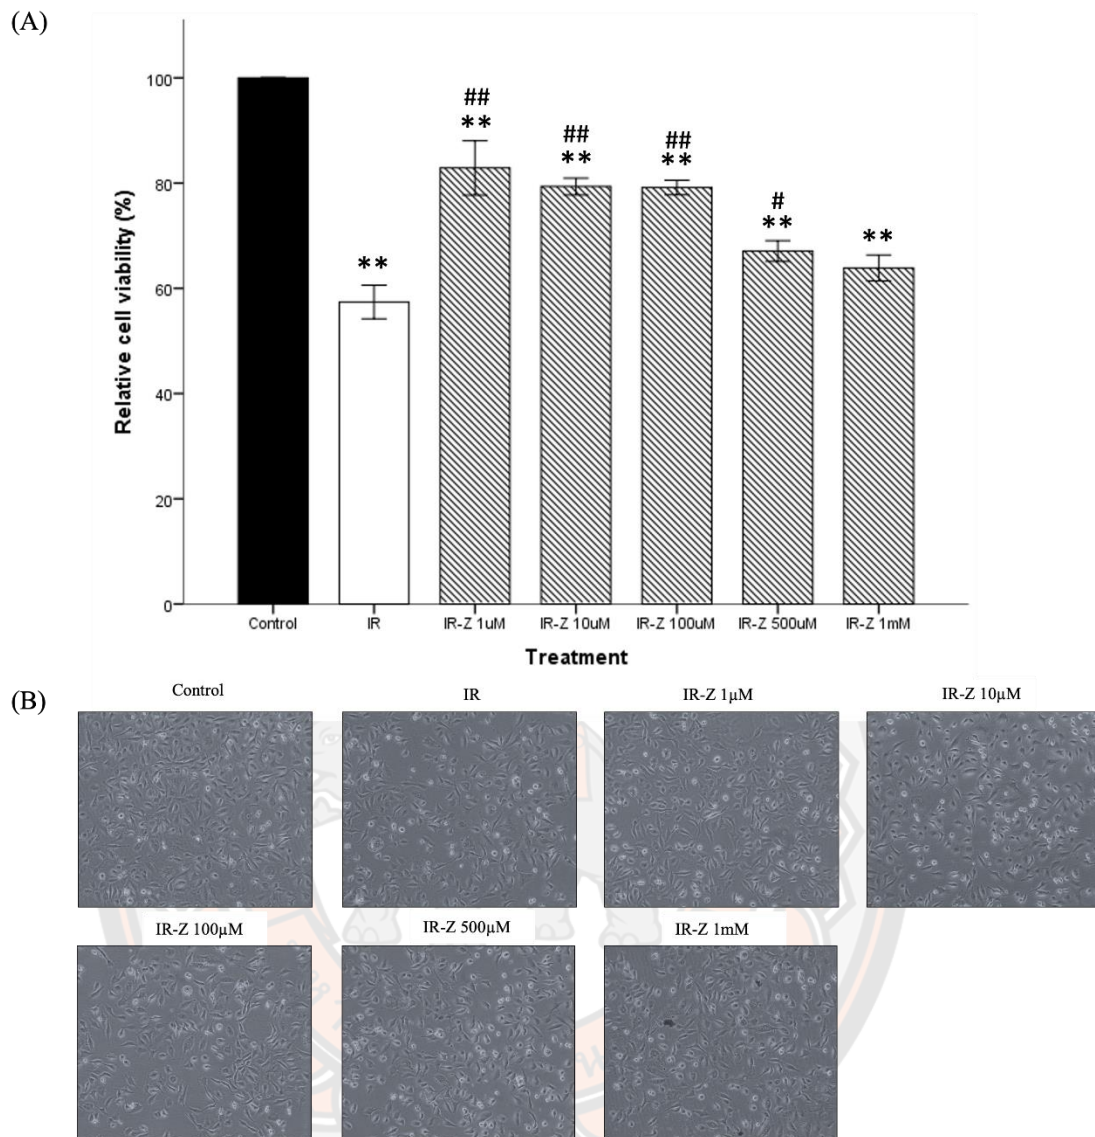 (A)
Relative cell viability (%)
100
80
60
40
20
0
##
**
##
**
##
**
#
**
**
**
Control
IR
IR-Z 1uM
IR-Z 10uM
IR-Z 100uM
IR-Z 500uM
IR-Z 1mM
Treatment
(B)
Control
IR
IR-Z 1µM
IR-Z 10µM
IR-Z 100µM
IR-Z 500µM
IR-Z 1mM